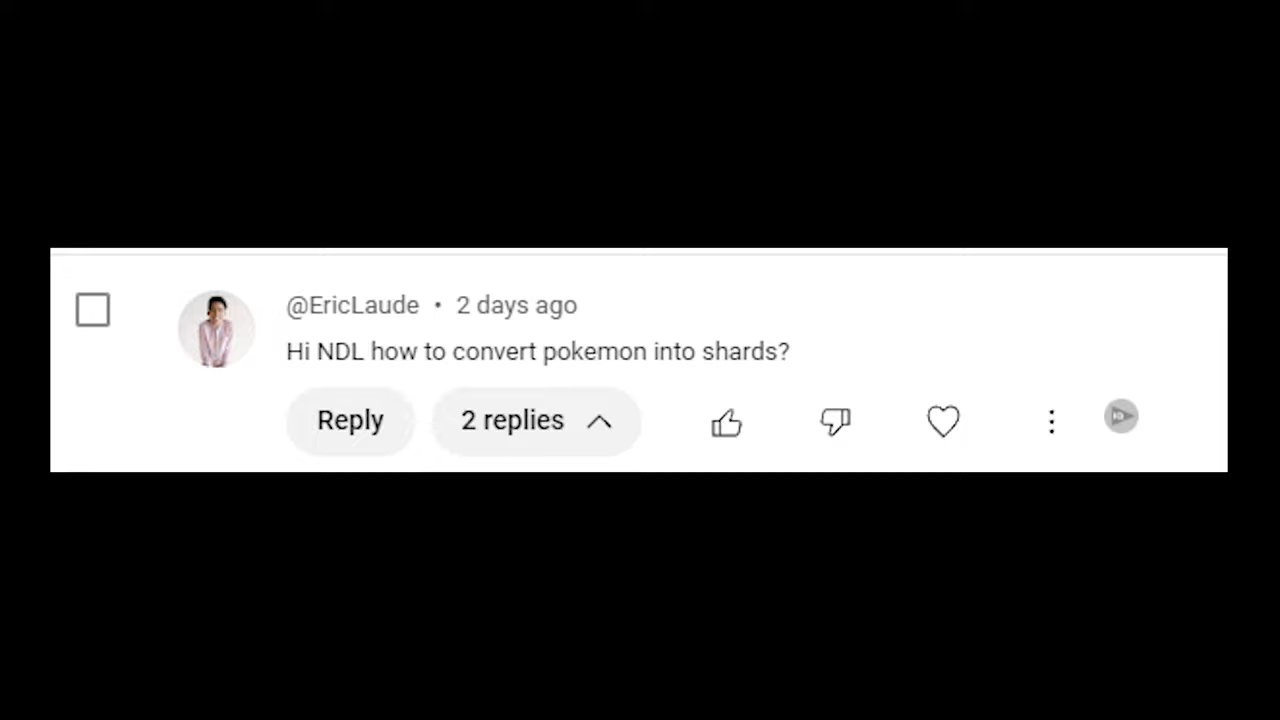 @EricLaude • 2 days ago
Hi NDL how to convert pokemon into shards?
Reply 2 replies